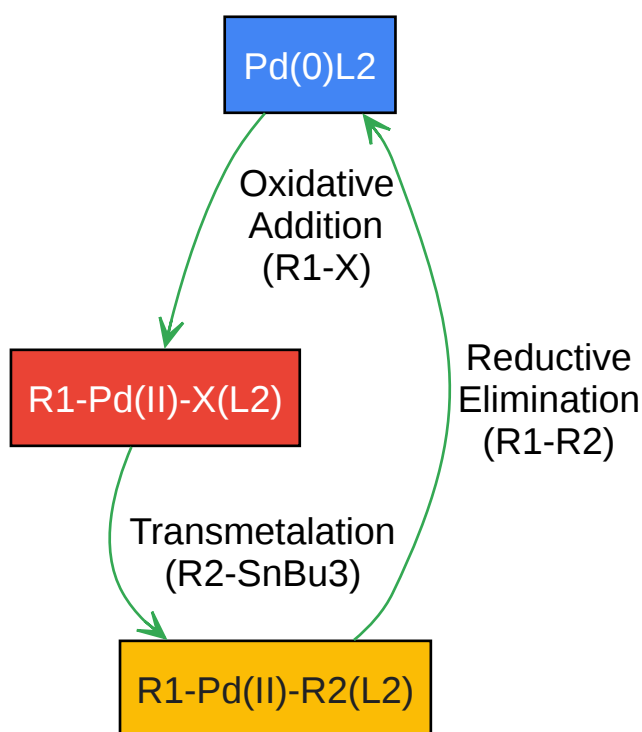 Pd(0)L2
Oxidative
Addition
(R1-X)
R1-Pd(II)-X(L2)
Reductive
Elimination
(R1-R2)
Transmetalation
(R2-SnBu3)
R1-Pd(II)-R2(L2)